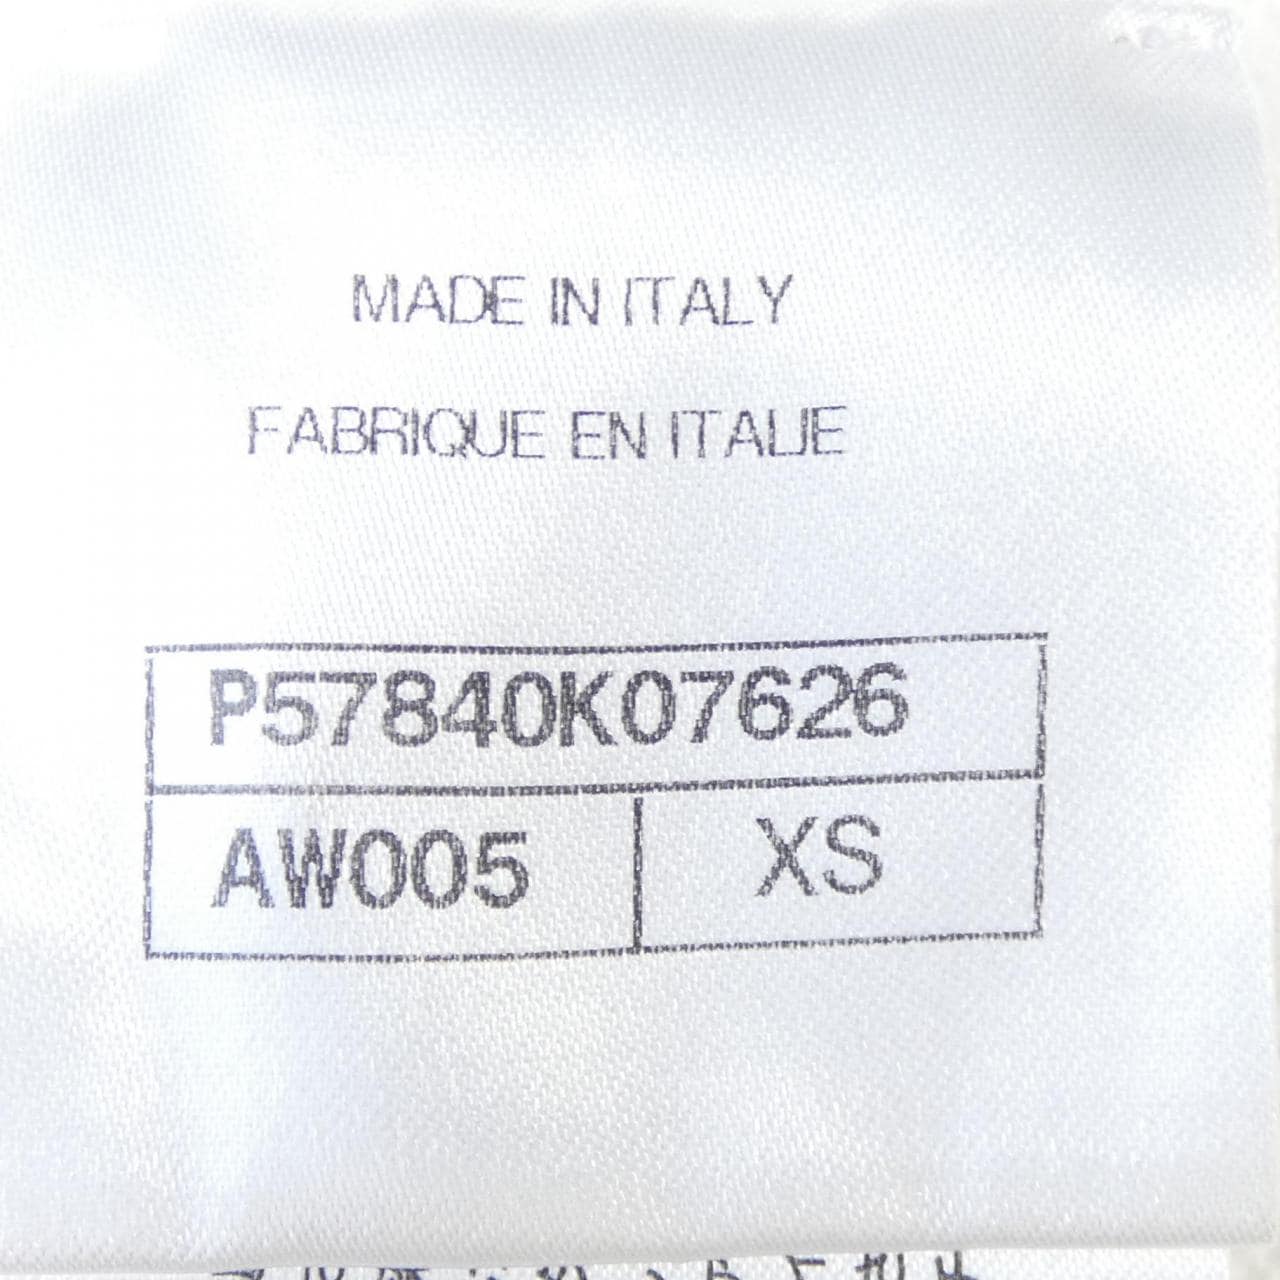 MADE IN ITALY
FABRIQUE EN ITALIE
P57840K07626
AW005 XS